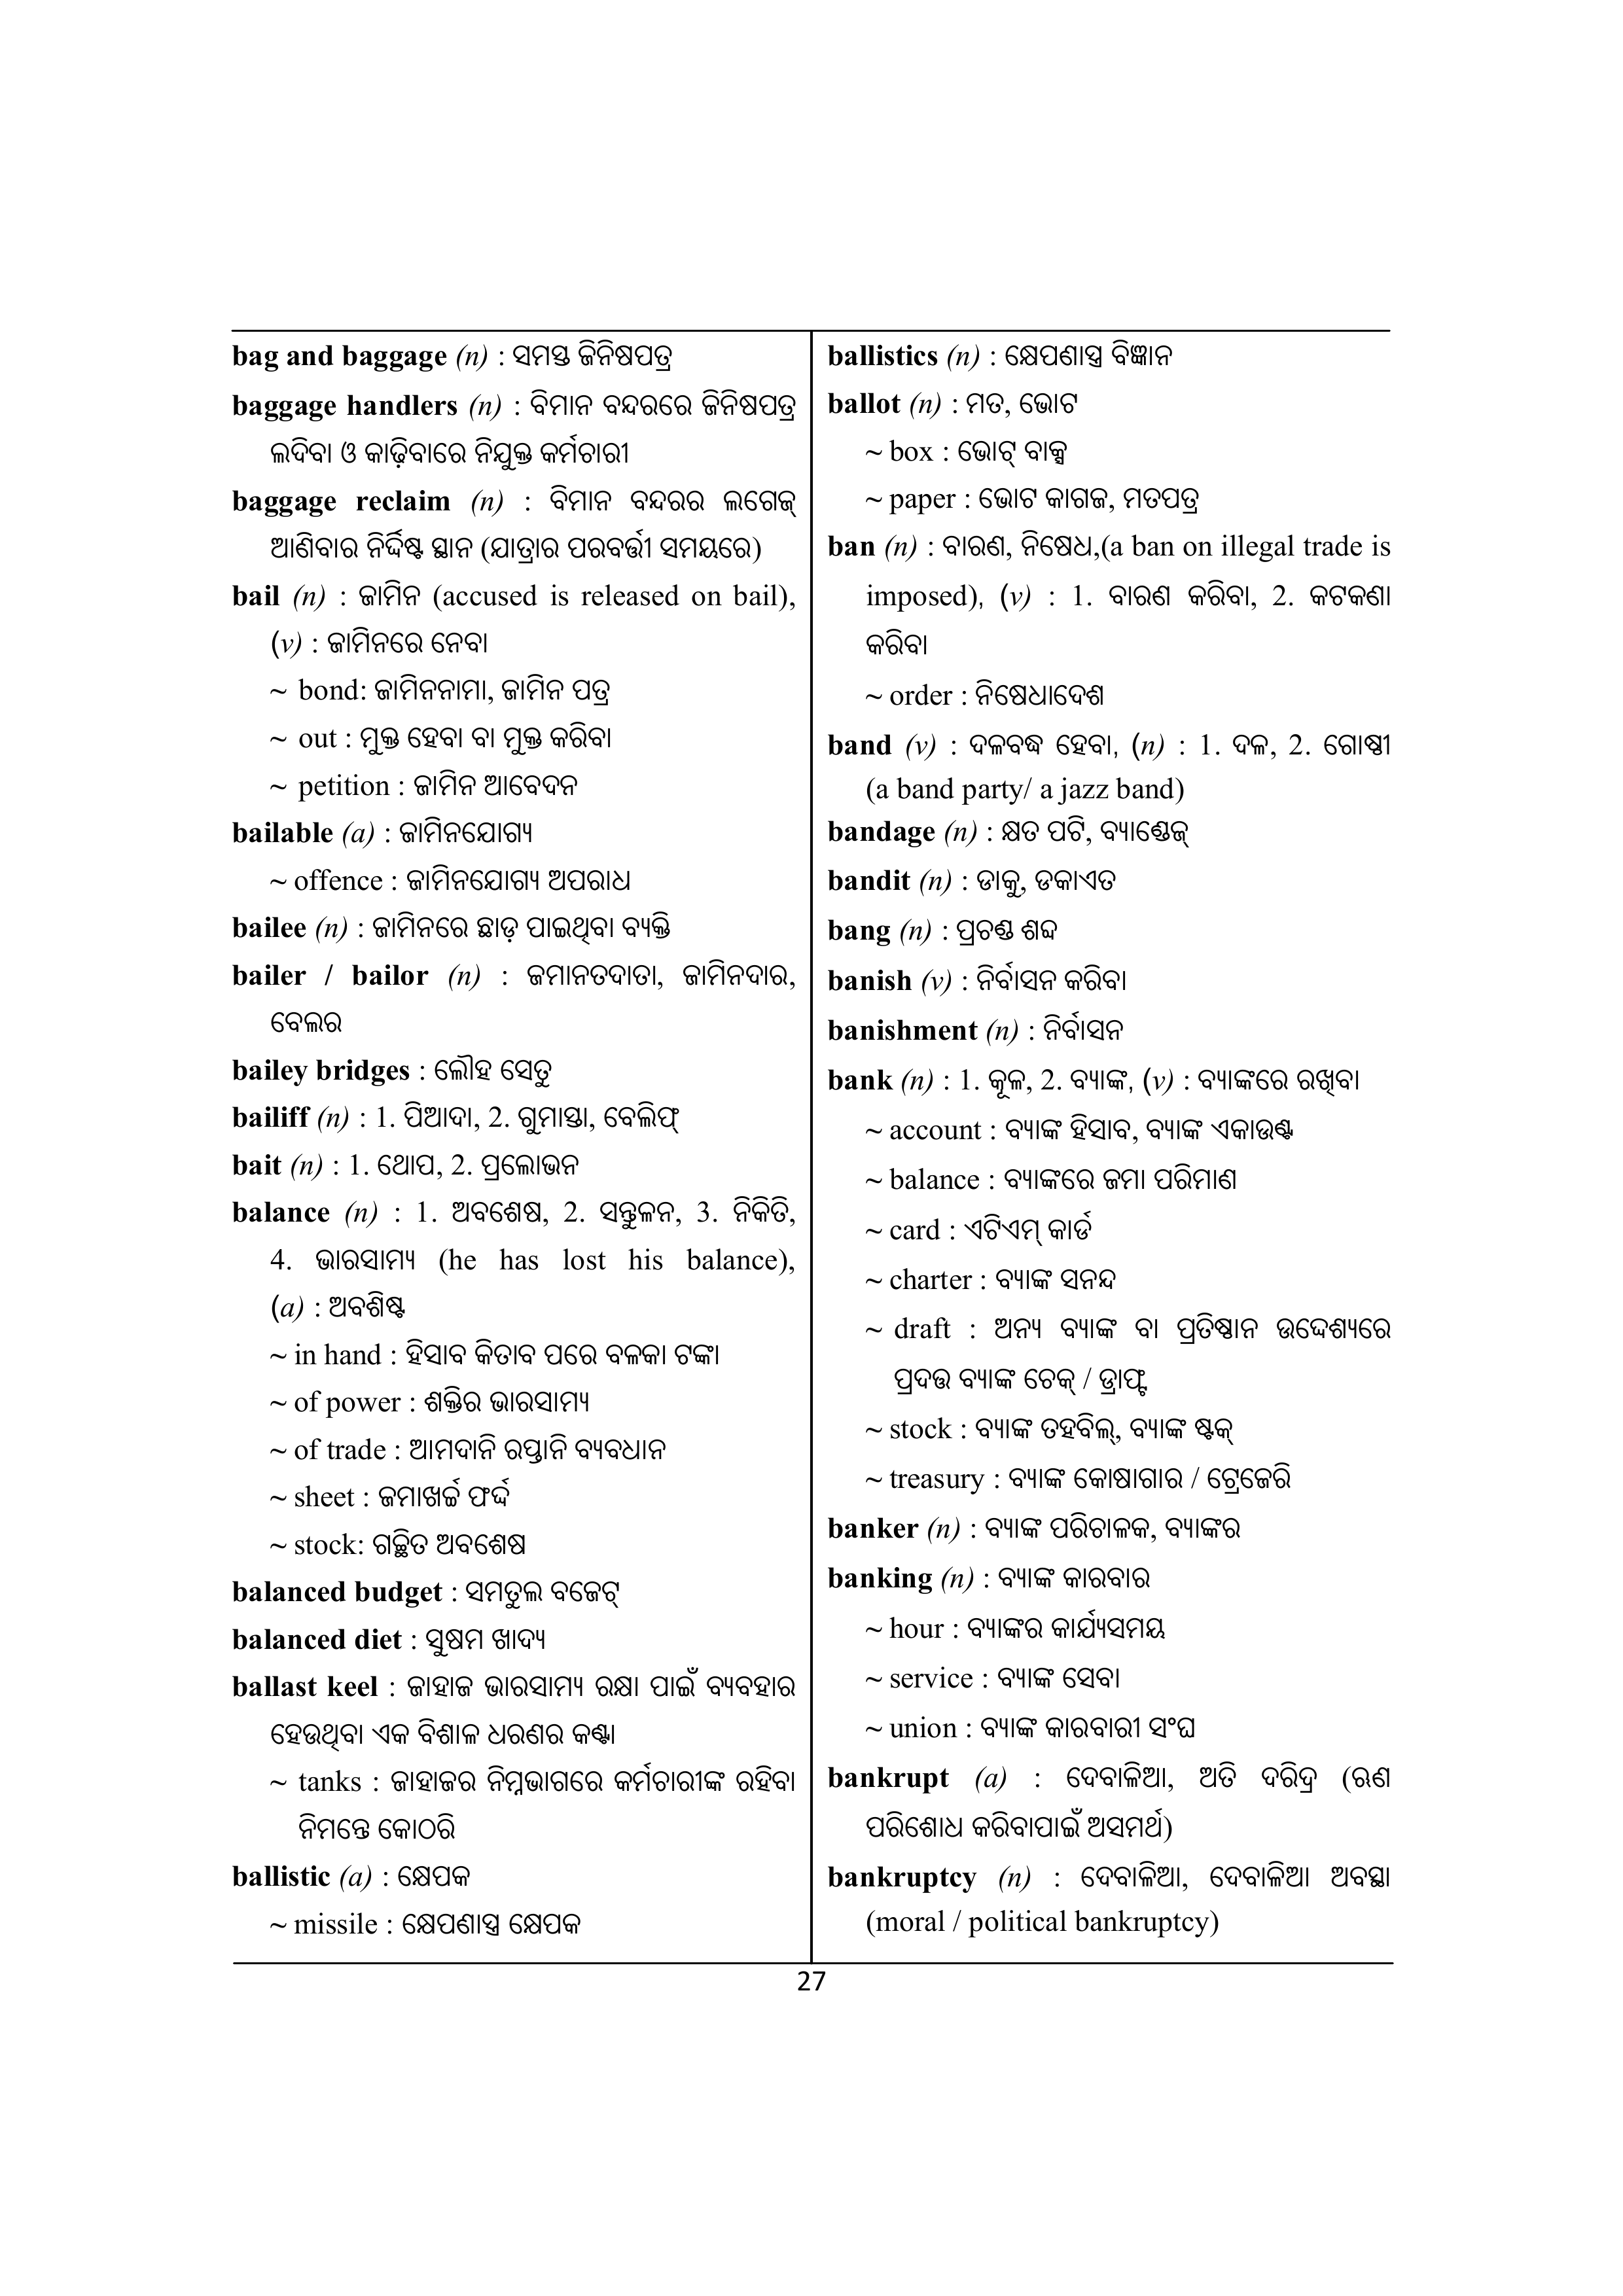 bag and baggage (n) : ସମସ୍ତ ଜିନିଷପତ୍ର
baggage handlers (n) : ବିମାନ ବନ୍ଦରରେ ଜିନିଷପତ୍ର
ଲଦିବା ଓ କାଢ଼ିବାରେ ନିଯୁକ୍ତ କର୍ମଚାରୀ
baggage reclaim (n) : ବିମାନ ବନ୍ଦରର ଲଗେଜ୍
ଆଣିବାର ନିର୍ଦ୍ଦିଷ୍ଟ ସ୍ଥାନ (ଯାତ୍ରାର ପରବର୍ତ୍ତୀ ସମୟରେ)
bail (n) : ଜାମିନ (accused is released on bail),
(v) : ଜାମିନରେ ନେବା
~ bond: ଜାମିନନାମା, ଜାମିନ ପତ୍ର
~ out : ମୁକ୍ତ ହେବା ବା ମୁକ୍ତ କରିବା
~ petition : ଜାମିନ ଆବେଦନ
bailable (a) : ଜାମିନଯୋଗ୍ୟ
~ offence : ଜାମିନଯୋଗ୍ୟ ଅପରାଧ
bailee (n) : ଜାମିନରେ ଛାଡ଼ ପାଇଥିବା ବ୍ୟକ୍ତି
bailer / bailor (n) : ଜମାନତଦାତା, ଜାମିନଦାର,
ବେଲର
bailey bridges : ଲୌହ ସେତୁ
bailiff (n) : 1. ପିଆଦା, 2. ଗୁମାସ୍ତା, ବେଲିଫ୍
bait (n) : 1. ଥୋପ, 2. ପ୍ରଲୋଭନ
balance (n) : 1. ଅବଶେଷ, 2. ସନ୍ତୁଳନ, 3. ନିକିତି,
4. ଭାରସାମ୍ୟ (he has lost his balance),
(a) : ଅବଶିଷ୍ଟ
~ in hand : ହିସାବ କିତାବ ପରେ ବଳକା ଟଙ୍କା
~ of power : ଶକ୍ତିର ଭାରସାମ୍ୟ
~ of trade : ଆମଦାନି ରପ୍ତାନି ବ୍ୟବଧାନ
~ sheet : ଜମାଖର୍ଚ୍ଚ ଫର୍ଦ୍ଦ
~ stock: ଗଚ୍ଛିତ ଅବଶେଷ
balanced budget : ସମତୁଲ ବଜେଟ୍
balanced diet : ସୁଷମ ଖାଦ୍ୟ
ballast keel : ଜାହାଜ ଭାରସାମ୍ୟ ରକ୍ଷା ପାଇଁ ବ୍ୟବହାର
ହେଉଥିବା ଏକ ବିଶାଳ ଧରଣର କଣ୍ଟା
~ tanks : ଜାହାଜର ନିମ୍ନଭାଗରେ କର୍ମଚାରୀଙ୍କ ରହିବା
ନିମନ୍ତେ କୋଠରି
ballistic (a) : କ୍ଷେପକ
~ missile : କ୍ଷେପଣାସ୍ତ୍ର କ୍ଷେପକ
ballistics (n) : କ୍ଷେପଣାସ୍ତ୍ର ବିଜ୍ଞାନ
ballot (n) : ମତ, ଭୋଟ
~ box : ଭୋଟ୍ ବାକ୍ସ
~ paper : ଭୋଟ କାଗଜ, ମତପତ୍ର
ban (n) : ବାରଣ, ନିଷେଧ,(a ban on illegal trade is
imposed), (v) : 1. ବାରଣ କରିବା, 2. କଟକଣା
କରିବା
~ order : ନିଷେଧାଦେଶ
band (v) : ଦଳବଦ୍ଧ ହେବା, (n) : 1. ଦଳ, 2. ଗୋଷ୍ଠୀ
(a band party/ a jazz band)
bandage (n) : କ୍ଷତ ପଟି, ବ୍ୟାଣ୍ଡେଜ୍
bandit (n) : ଡାକୁ, ଡକାଏତ
bang (n) : ପ୍ରଚଣ୍ଡ ଶବ୍ଦ
banish (v) : ନିର୍ବାସନ କରିବା
banishment (n) : ନିର୍ବାସନ
bank (n) : 1. କୂଳ, 2. ବ୍ୟାଙ୍କ, (v) : ବ୍ୟାଙ୍କରେ ରଖିବା
~ account : ବ୍ୟାଙ୍କ ହିସାବ, ବ୍ୟାଙ୍କ ଏକାଉଣ୍ଟ
~ balance : ବ୍ୟାଙ୍କରେ ଜମା ପରିମାଣ
~ card : ଏଟିଏମ୍ କାର୍ଡ
~ charter : ବ୍ୟାଙ୍କ ସନନ୍ଦ
~ draft : ଅନ୍ୟ ବ୍ୟାଙ୍କ ବା ପ୍ରତିଷ୍ଠାନ ଉଦ୍ଦେଶ୍ୟରେ
ପ୍ରଦତ୍ତ ବ୍ୟାଙ୍କ ଚେକ୍ / ଡ୍ରାଫ୍ଟ
~ stock : ବ୍ୟାଙ୍କ ତହବିଲ୍, ବ୍ୟାଙ୍କ ଷ୍ଟକ୍
~ treasury : ବ୍ୟାଙ୍କ କୋଷାଗାର / ଟ୍ରେଜେରି
banker (n) : ବ୍ୟାଙ୍କ ପରିଚାଳକ, ବ୍ୟାଙ୍କର
banking (n) : ବ୍ୟାଙ୍କ କାରବାର
~ hour : ବ୍ୟାଙ୍କର କାର୍ଯ୍ୟସମୟ
~ service : ବ୍ୟାଙ୍କ ସେବା
~ union : ବ୍ୟାଙ୍କ କାରବାରୀ ସଂଘ
bankrupt (a) : ଦେବାଳିଆ, ଅତି ଦରିଦ୍ର (ଋଣ
ପରିଶୋଧ କରିବାପାଇଁ ଅସମର୍ଥ)
bankruptcy (n) : ଦେବାଳିଆ, ଦେବାଳିଆ ଅବସ୍ଥା
(moral / political bankruptcy)
27